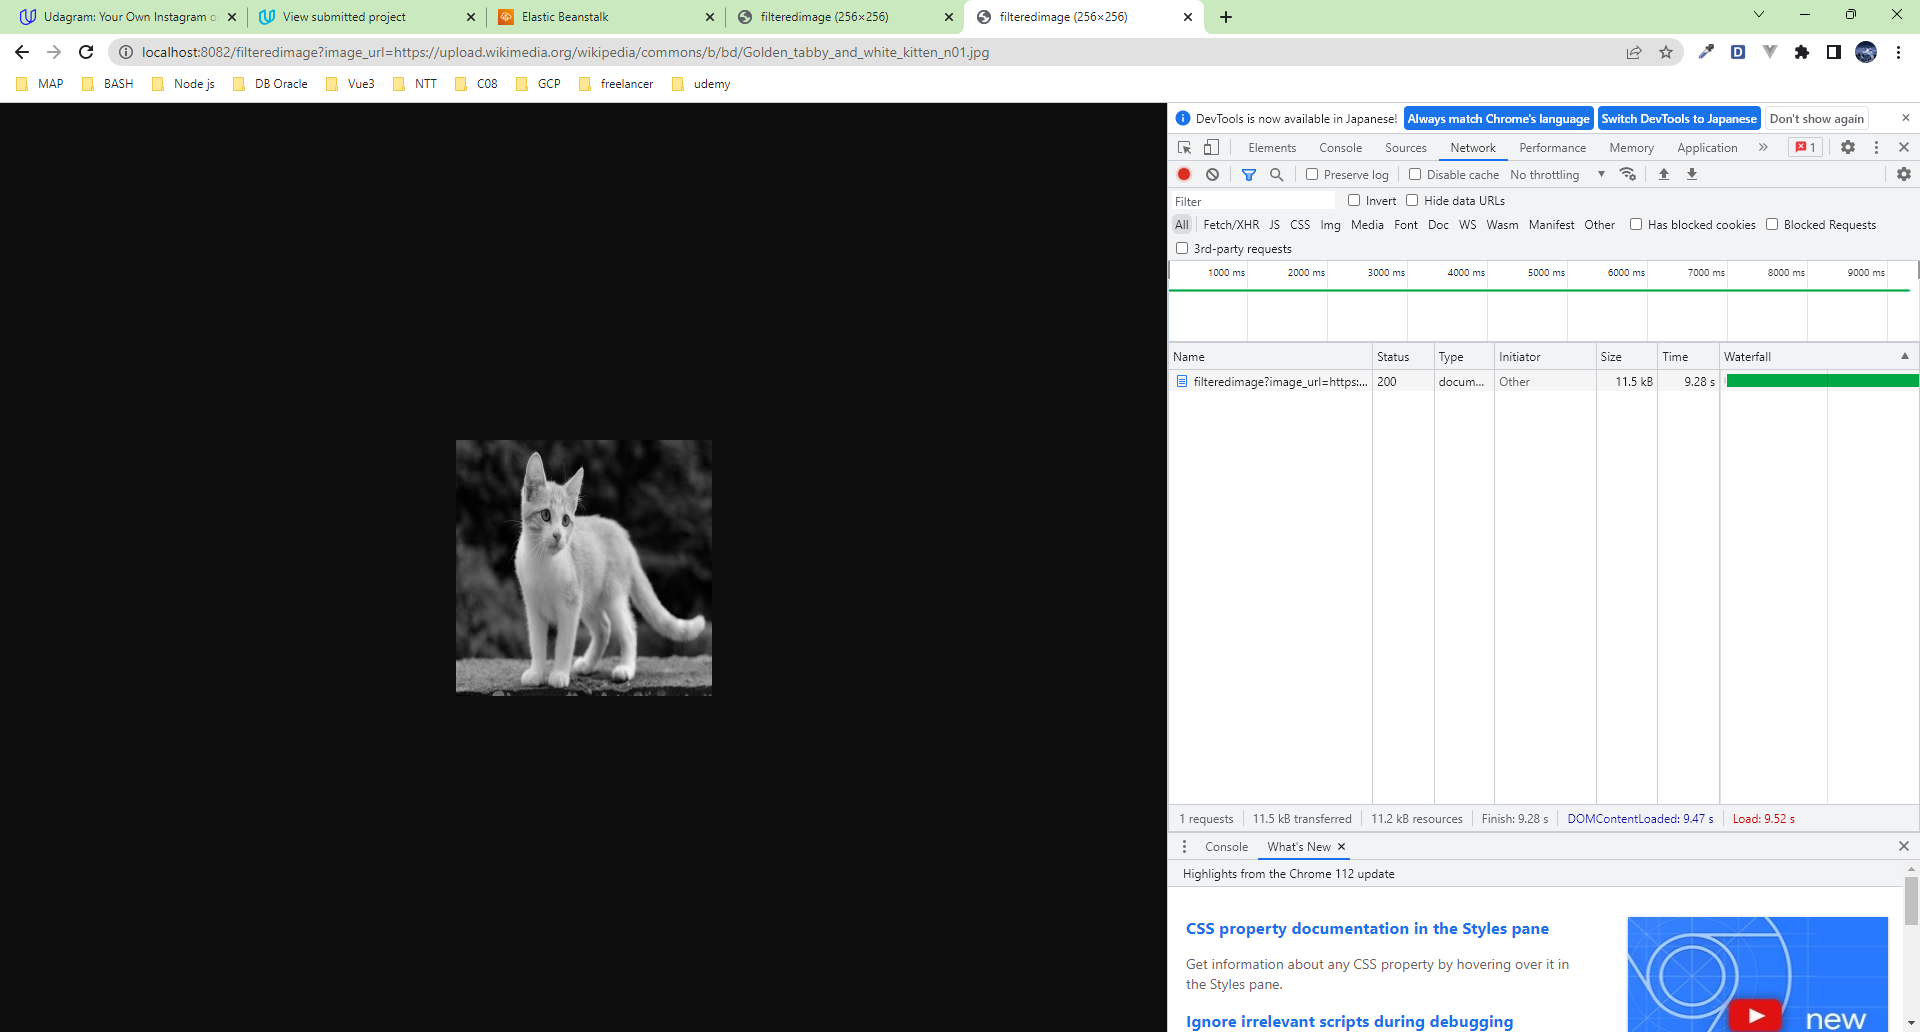 Udagram: Your Own Instagram o
View submitted project
Elastic Beanstalk
filteredimage (256×256)
filteredimage (256×256)
localhost:8082/filteredimage?image_url=https://upload.wikimedia.org/wikipedia/commons/b/bd/Golden_tabby_and_white_kitten_n01.jpg
MAP BASH Node js DB Oracle Vue3 NTT C08 GCP freelancer udemy
DevTools is now available in Japanese! Always match Chrome's language Switch DevTools to Japanese Don't show again
Elements Console Sources Network Performance Memory Application » 1
Preserve log Disable cache No throttling
Filter Invert Hide data URLs
All Fetch/XHR JS CSS Img Media Font Doc WS Wasm Manifest Other Has blocked cookies Blocked Requests
3rd-party requests
1000 ms 2000 ms 3000 ms 4000 ms 5000 ms 6000 ms 7000 ms 8000 ms 9000 ms
Name Status Type Initiator Size Time Waterfall
filteredimage?image_url=https:... 200 docum... Other 11.5 kB 9.28 s
1 requests 11.5 kB transferred 11.2 kB resources Finish: 9.28 s DOMContentLoaded: 9.47 s Load: 9.52 s
Console What's New
Highlights from the Chrome 112 update
CSS property documentation in the Styles pane
Get information about any CSS property by hovering over it in
the Styles pane.
Ignore irrelevant scripts during debugging
new